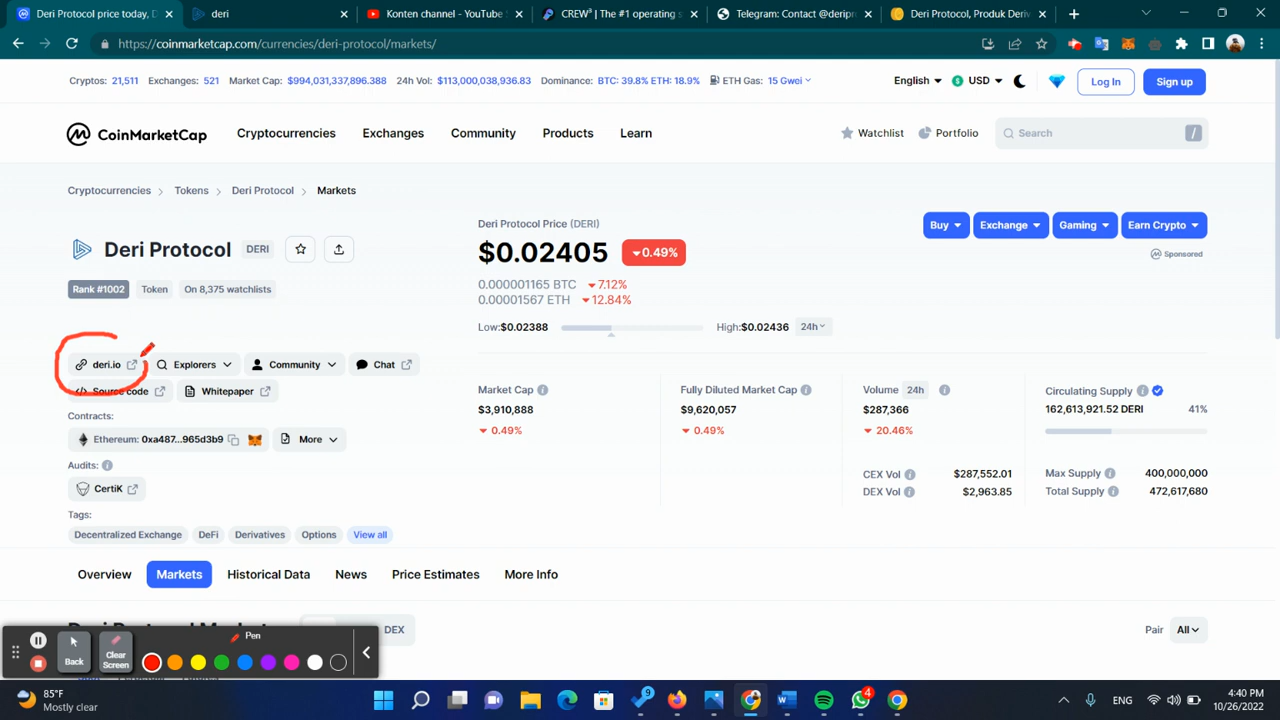 Deri Protocol price today, D
deri
Konten channel - YouTube S
CREW³ | The #1 operating s
Telegram: Contact @deripro
Deri Protocol, Produk Deriv
https://coinmarketcap.com/currencies/deri-protocol/markets/
Cryptos: 21,511 Exchanges: 521 Market Cap: $994,031,337,896.388 24h Vol: $113,000,038,936.83 Dominance: BTC: 39.8% ETH: 18.9% ETH Gas: 15 Gwei
English USD Log In Sign up
CoinMarketCap Cryptocurrencies Exchanges Community Products Learn Watchlist Portfolio Search /
Cryptocurrencies Tokens Deri Protocol Markets
Deri Protocol DERI
Rank #1002 Token On 8,375 watchlists
Deri Protocol Price (DERI)
$0.02405 0.49%
0.000001165 BTC 7.12%
0.00001567 ETH 12.84%
Low:$0.02388 High:$0.02436 24h
Buy Exchange Gaming Earn Crypto
Sponsored
deri.io Explorers Community Chat
Source code Whitepaper
Contracts:
Ethereum: 0xa487...965d3b9 More
Audits:
CertiK
Tags:
Decentralized Exchange DeFi Derivatives Options View all
Market Cap
$3,910,888
0.49%
Fully Diluted Market Cap
$9,620,057
0.49%
Volume 24h
$287,366
20.46%
CEX Vol $287,552.01
DEX Vol $2,963.85
Circulating Supply
162,613,921.52 DERI 41%
Max Supply 400,000,000
Total Supply 472,617,680
Overview Markets Historical Data News Price Estimates More Info
DEX Pair All
Pen
Back Clear Screen
85°F
Mostly clear
9
4
ENG
4:40 PM
10/26/2022